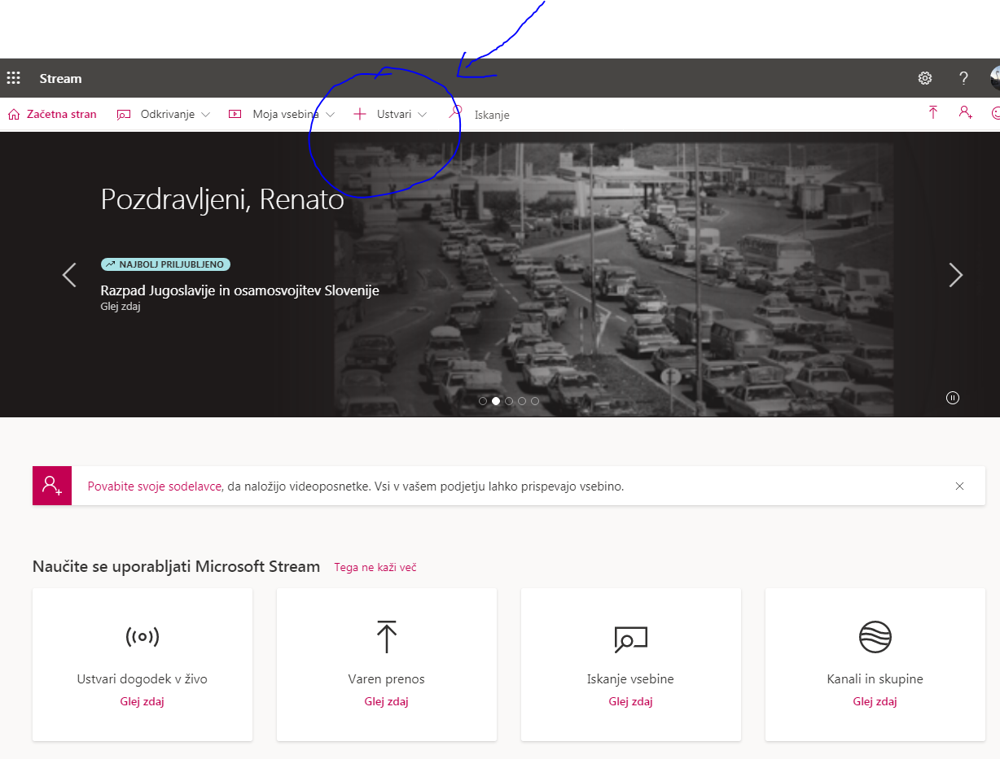 Stream
?
Začetna stran Odkrivanje Moja vsebina Ustvari Iskanje
Pozdravljeni, Renato
NAJBOLJ PRILJUBLJENO
Razpad Jugoslavije in osamosvojitev Slovenije
Glej zdaj
Povabite svoje sodelavce, da naložijo videoposnetke. Vsi v vašem podjetju lahko prispevajo vsebino.
Naučite se uporabljati Microsoft Stream Tega ne kaži več
Ustvari dogodek v živo Varen prenos Iskanje vsebine Kanali in skupine
Glej zdaj Glej zdaj Glej zdaj Glej zdaj